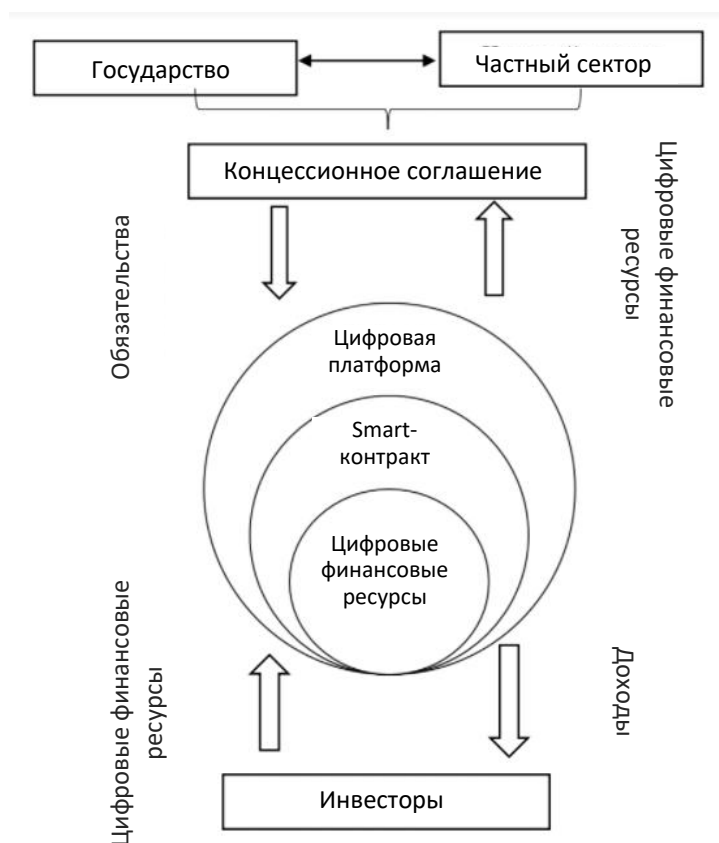 Государство
Частный сектор
Концессионное соглашение
Обязательства
Цифровые финансовые
ресурсы
Цифровая
платформа
Smart-
контракт
Цифровые
финансовые
ресурсы
Цифровые финансовые
ресурсы
Доходы
Инвесторы